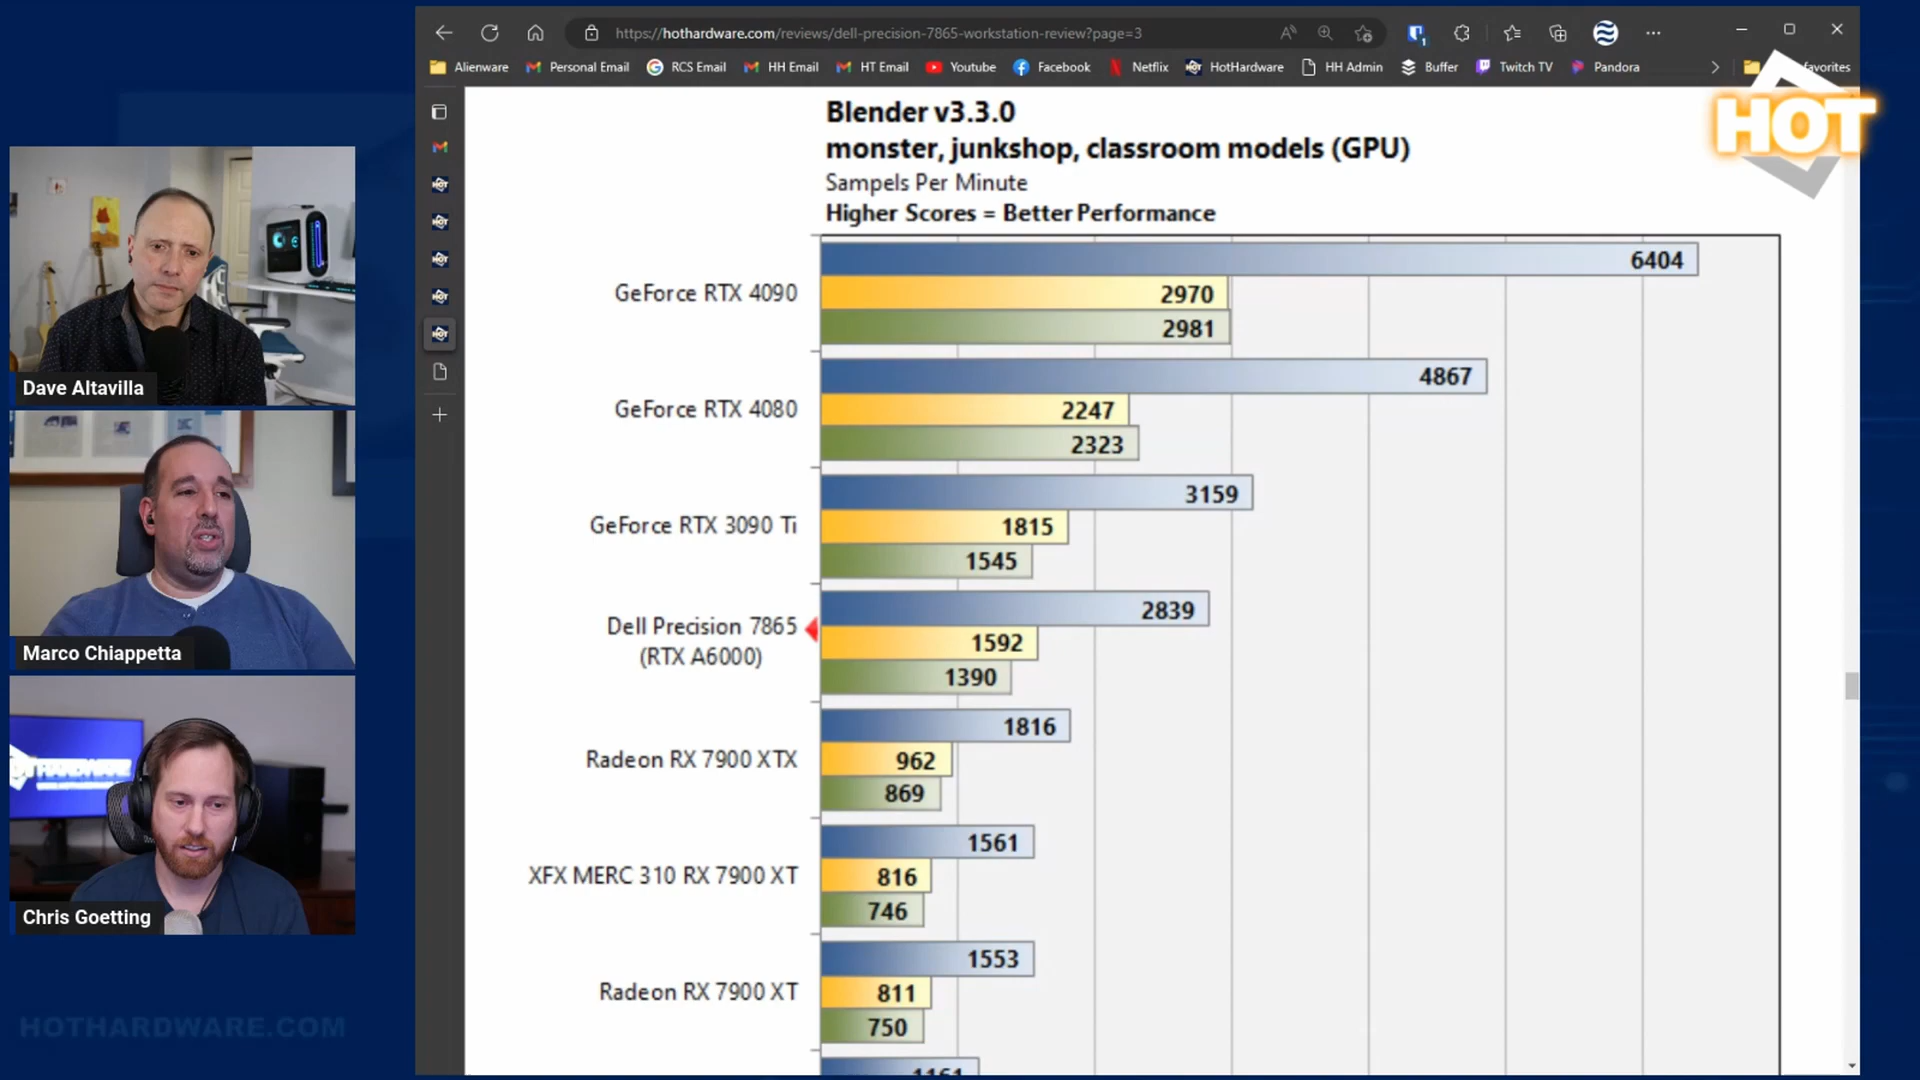 https://hothardware.com/reviews/dell-precision-7865-workstation-review?page=3
Alienware
Personal Email
RCS Email
HH Email
HT Email
Youtube
Facebook
Netflix
HotHardware
HH Admin
Buffer
Twitch TV
Pandora
favorites
HOT
Blender v3.3.0
monster, junkshop, classroom models (GPU)
Sampels Per Minute
Higher Scores = Better Performance
GeForce RTX 4090
6404
2970
2981
GeForce RTX 4080
4867
2247
2323
GeForce RTX 3090 Ti
3159
1815
1545
Dell Precision 7865
(RTX A6000)
2839
1592
1390
Radeon RX 7900 XTX
1816
962
869
XFX MERC 310 RX 7900 XT
1561
816
746
Radeon RX 7900 XT
1553
811
750
1161
Dave Altavilla
Marco Chiappetta
Chris Goetting
HOTHARDWARE.COM